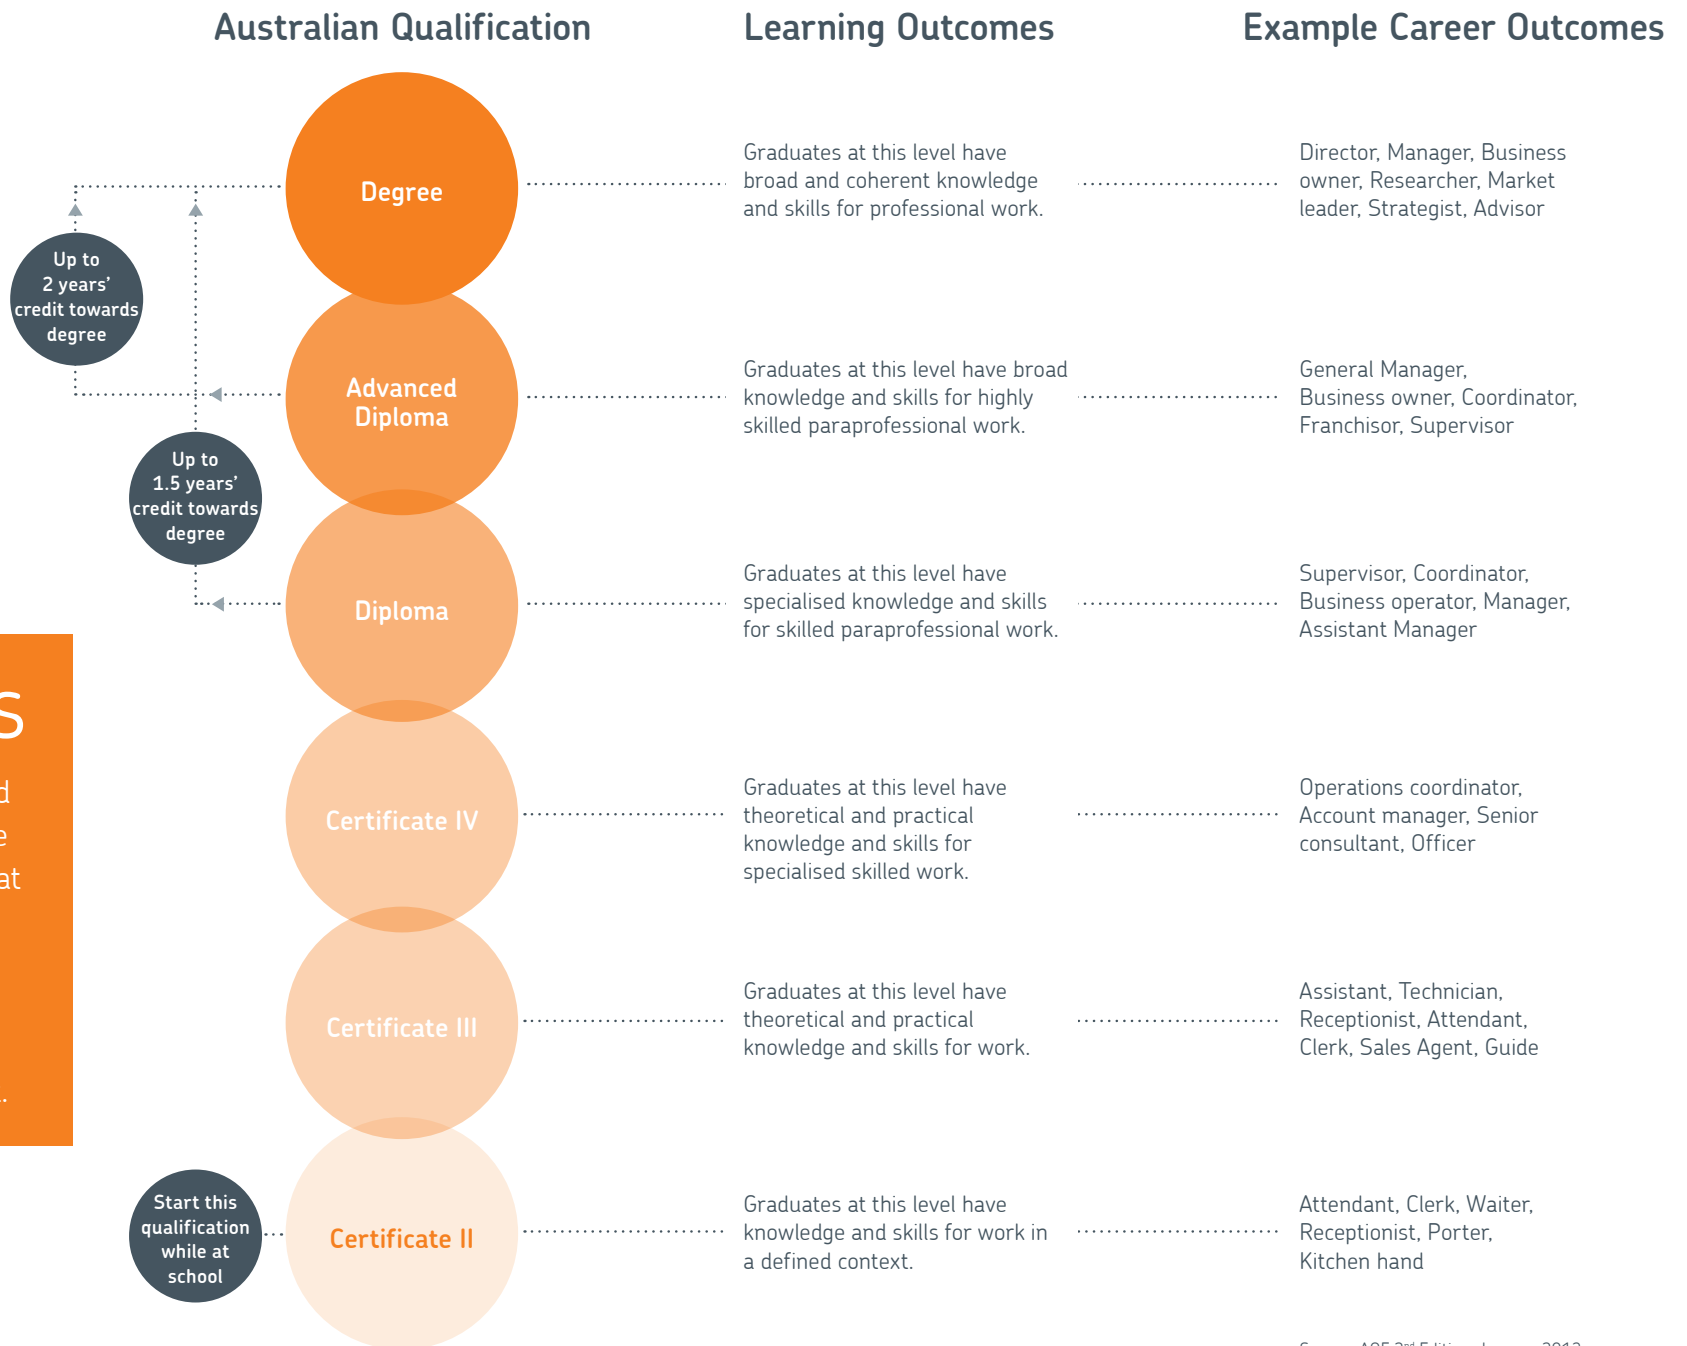 Australian Qualification
Learning Outcomes
Example Career Outcomes
Degree
Graduates at this level have
broad and coherent knowledge
and skills for professional work.
Director, Manager, Business
owner, Researcher, Market
leader, Strategist, Advisor
Up to
2 years’
credit towards
degree
Advanced
Diploma
Graduates at this level have broad
knowledge and skills for highly
skilled paraprofessional work.
General Manager,
Business owner, Coordinator,
Franchisor, Supervisor
Up to
1.5 years’
credit towards
degree
Diploma
Graduates at this level have
specialised knowledge and skills
for skilled paraprofessional work.
Supervisor, Coordinator,
Business operator, Manager,
Assistant Manager
Certificate IV
Graduates at this level have
theoretical and practical
knowledge and skills for
specialised skilled work.
Operations coordinator,
Account manager, Senior
consultant, Officer
Certificate III
Graduates at this level have
theoretical and practical
knowledge and skills for work.
Assistant, Technician,
Receptionist, Attendant,
Clerk, Sales Agent, Guide
Start this
qualification
while at
school
Certificate II
Graduates at this level have
knowledge and skills for work in
a defined context.
Attendant, Clerk, Waiter,
Receptionist, Porter,
Kitchen hand